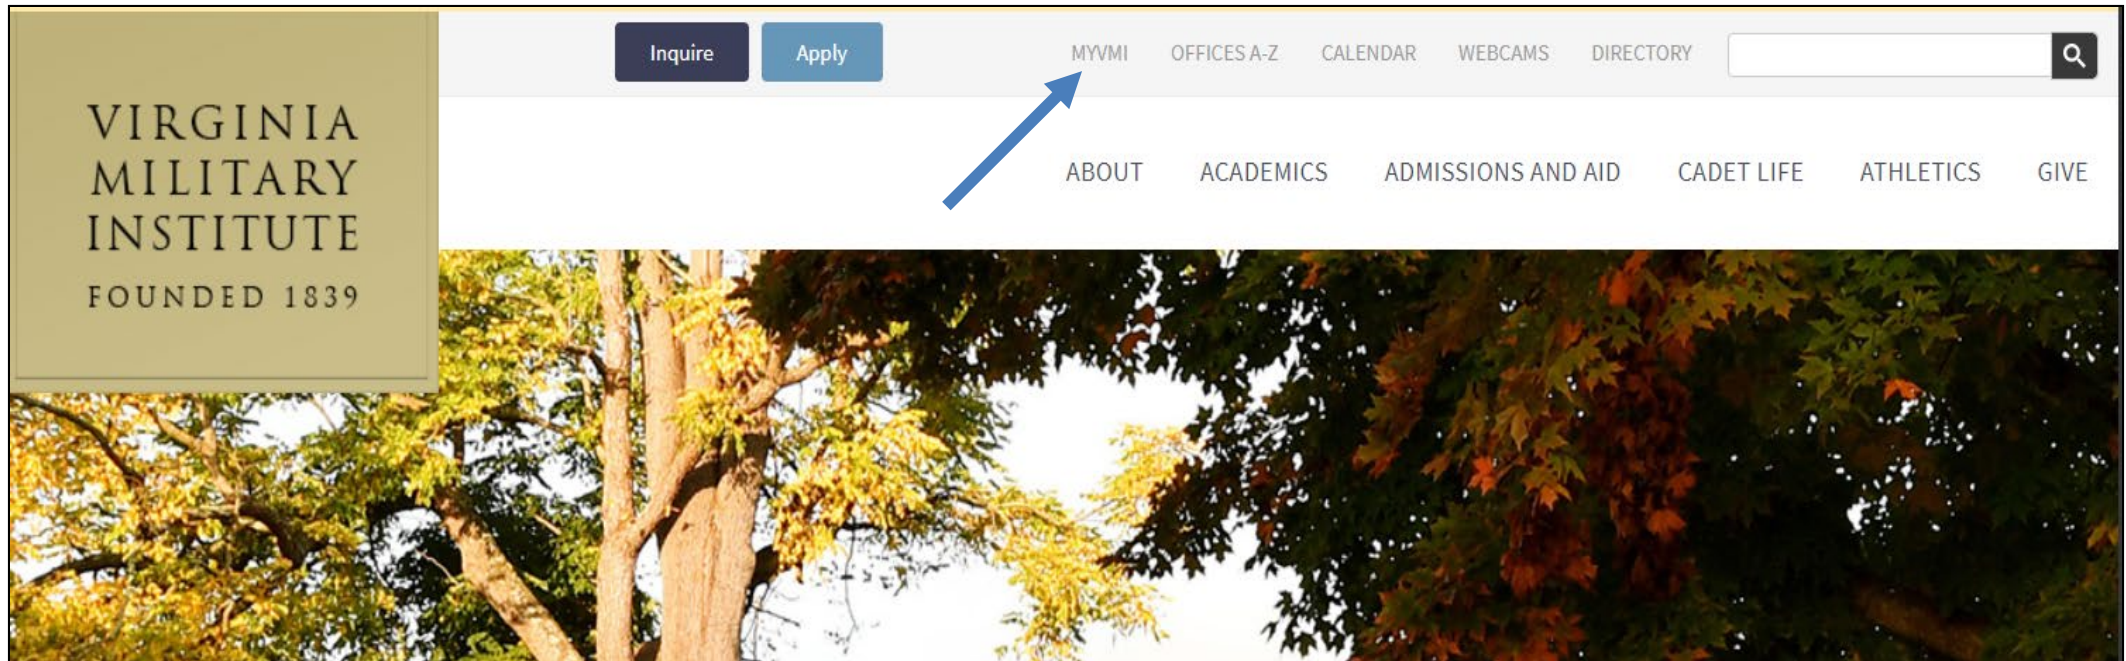 VIRGINIA
MILITARY
INSTITUTE
FOUNDED 1839
Inquire Apply MYVMI OFFICES A-Z CALENDAR WEBCAMS DIRECTORY
ABOUT ACADEMICS ADMISSIONS AND AID CADET LIFE ATHLETICS GIVE